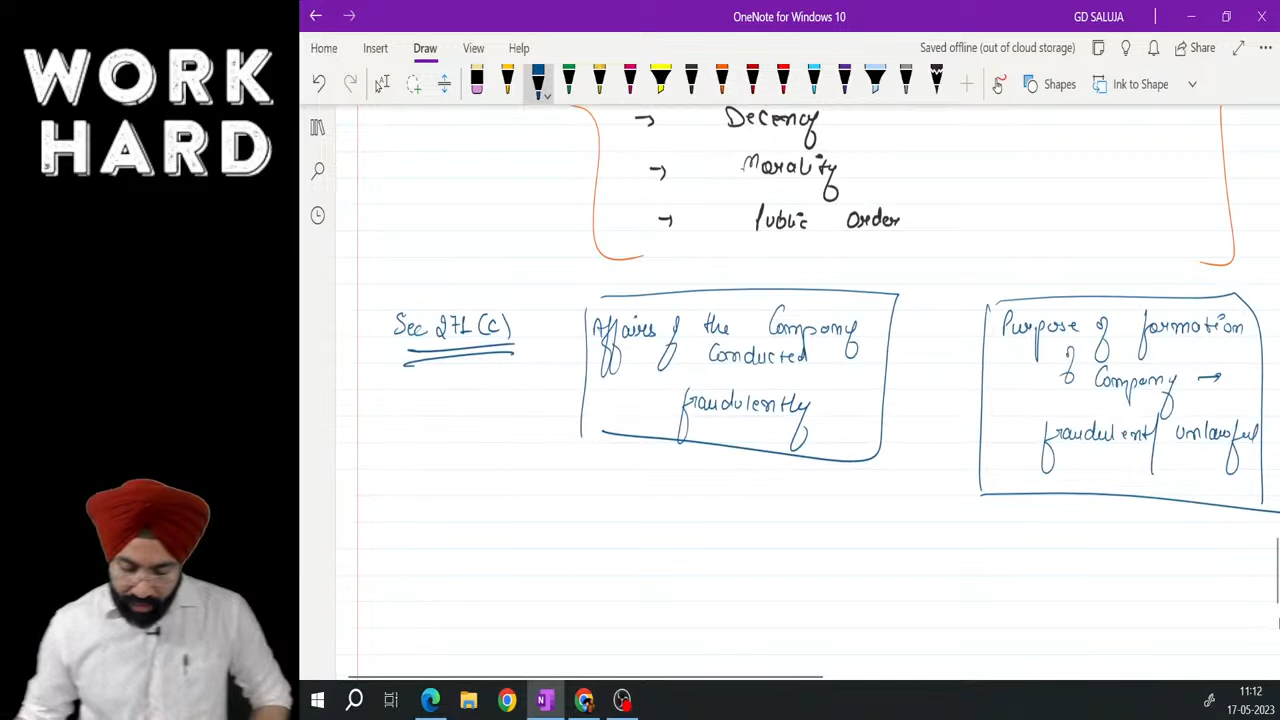 WORK
HARD
OneNote for Windows 10
GD SALUJA
Home
Insert
Draw
View
Help
Saved offline (out of cloud storage)
Share
Shapes
Ink to Shape
→ Decency
→ Morality
→ Public Order
Sec 271 (c)
Affairs of the Company
Conducted
fraudulently
Purpose of formation
of Company →
fraudulent/ unlawful
11:12
17-05-2023